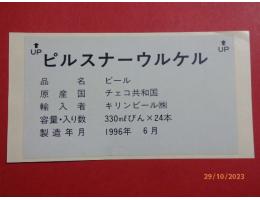 UP UP
ピルスナーウルケル
品 名 ビール
原 産 国 チェコ共和国
輸 入 者 キリンビール㈱
容量・入り数 330㎖びん×24本
製造年月 1996年 6月
29/10/2023